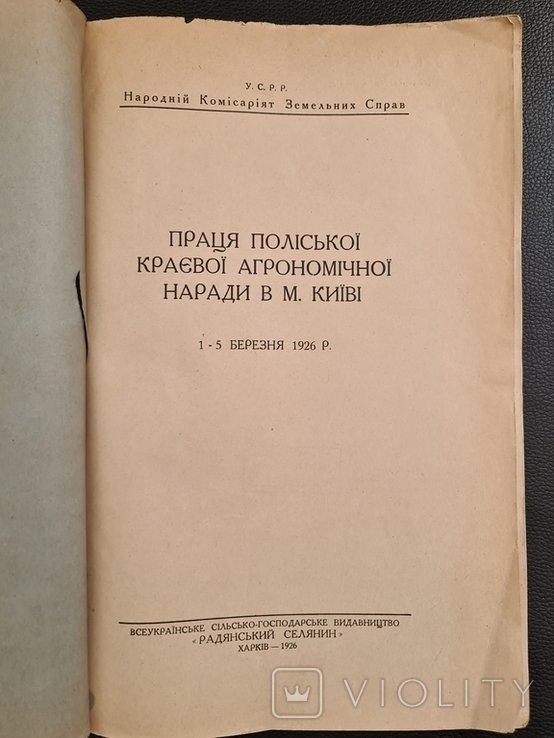 У. С. Р. Р.
Народній Комісаріят Земельних Справ
ПРАЦЯ ПОЛІСЬКОЇ
КРАЄВОЇ АГРОНОМІЧНОЇ
НАРАДИ В М. КИЇВІ
1 - 5 БЕРЕЗНЯ 1926 Р.
ВСЕУКРАЇНСЬКЕ СІЛЬСЬКО-ГОСПОДАРСЬКЕ ВИДАВНИЦТВО
«РАДЯНСЬКИЙ СЕЛЯНИН»
ХАРКІВ — 1926
VIOLITY